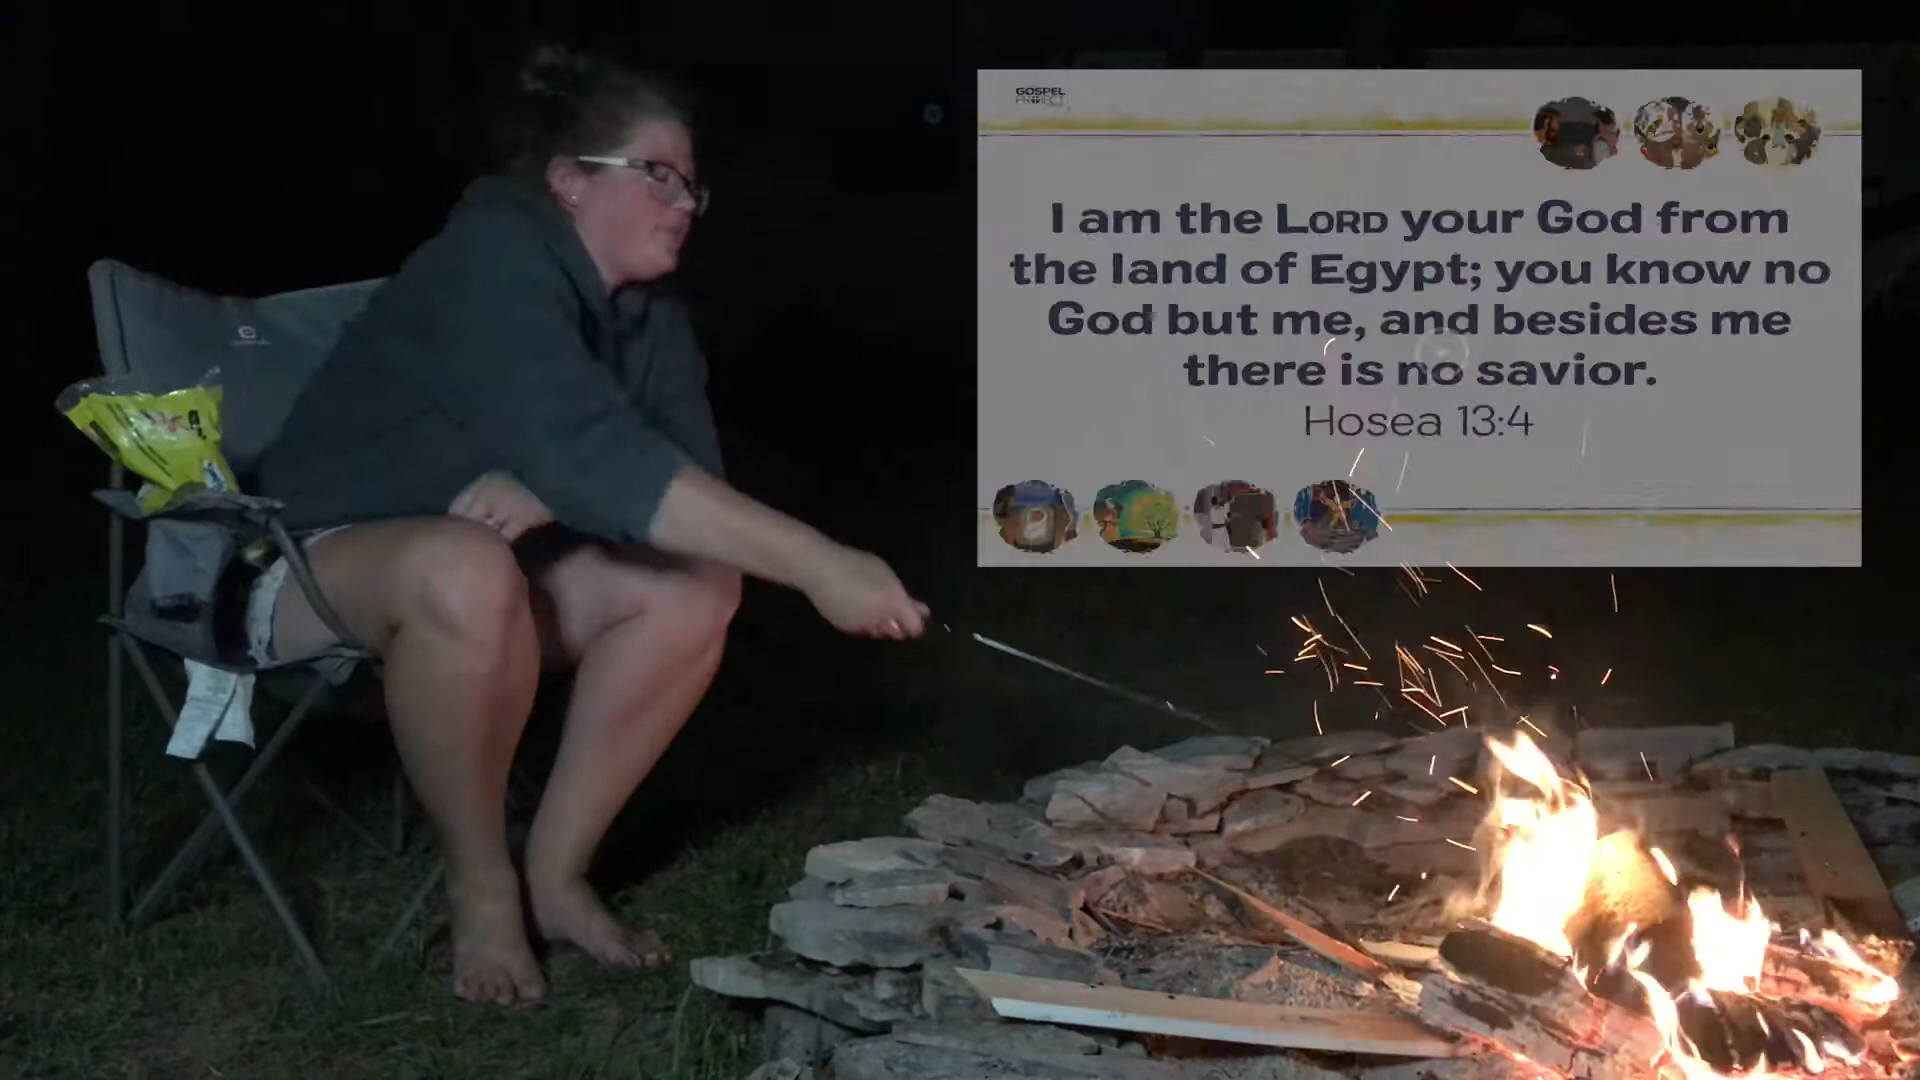 GOSPEL
PROJECT
I am the LORD your God from
the land of Egypt; you know no
God but me, and besides me
there is no savior.
Hosea 13:4